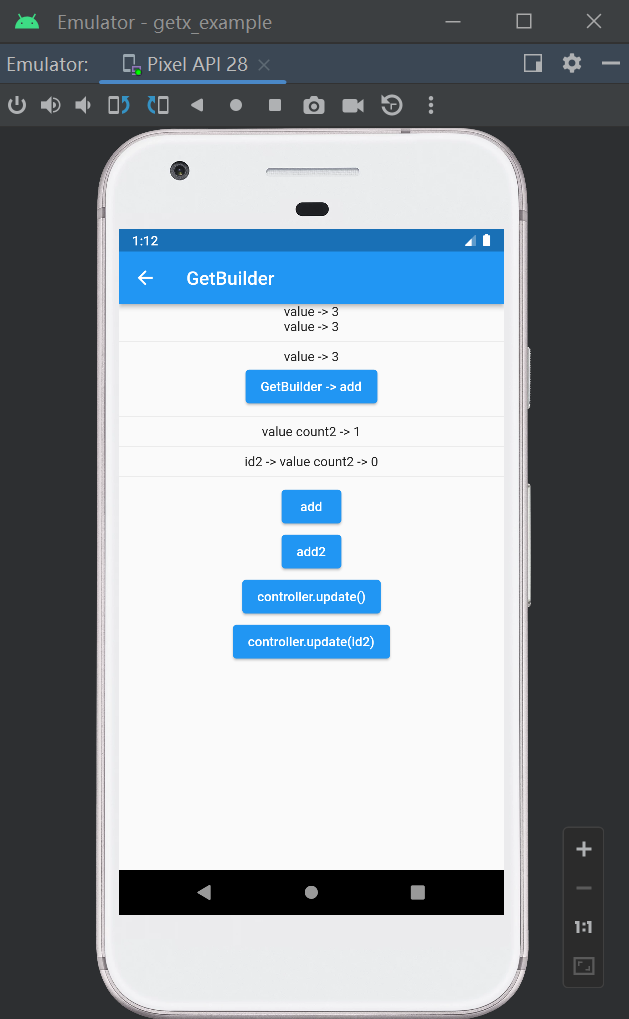 Emulator - getx_example
Emulator: Pixel API 28
1:12
GetBuilder
value -> 3
value -> 3
value -> 3
GetBuilder -> add
value count2 -> 1
id2 -> value count2 -> 0
add
add2
controller.update()
controller.update(id2)
1:1